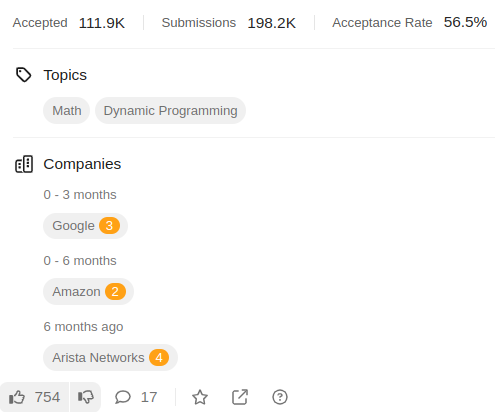 Accepted 111.9K Submissions 198.2K Acceptance Rate 56.5%
Topics
Math Dynamic Programming
Companies
0 - 3 months
Google 3
0 - 6 months
Amazon 2
6 months ago
Arista Networks 4
754 17